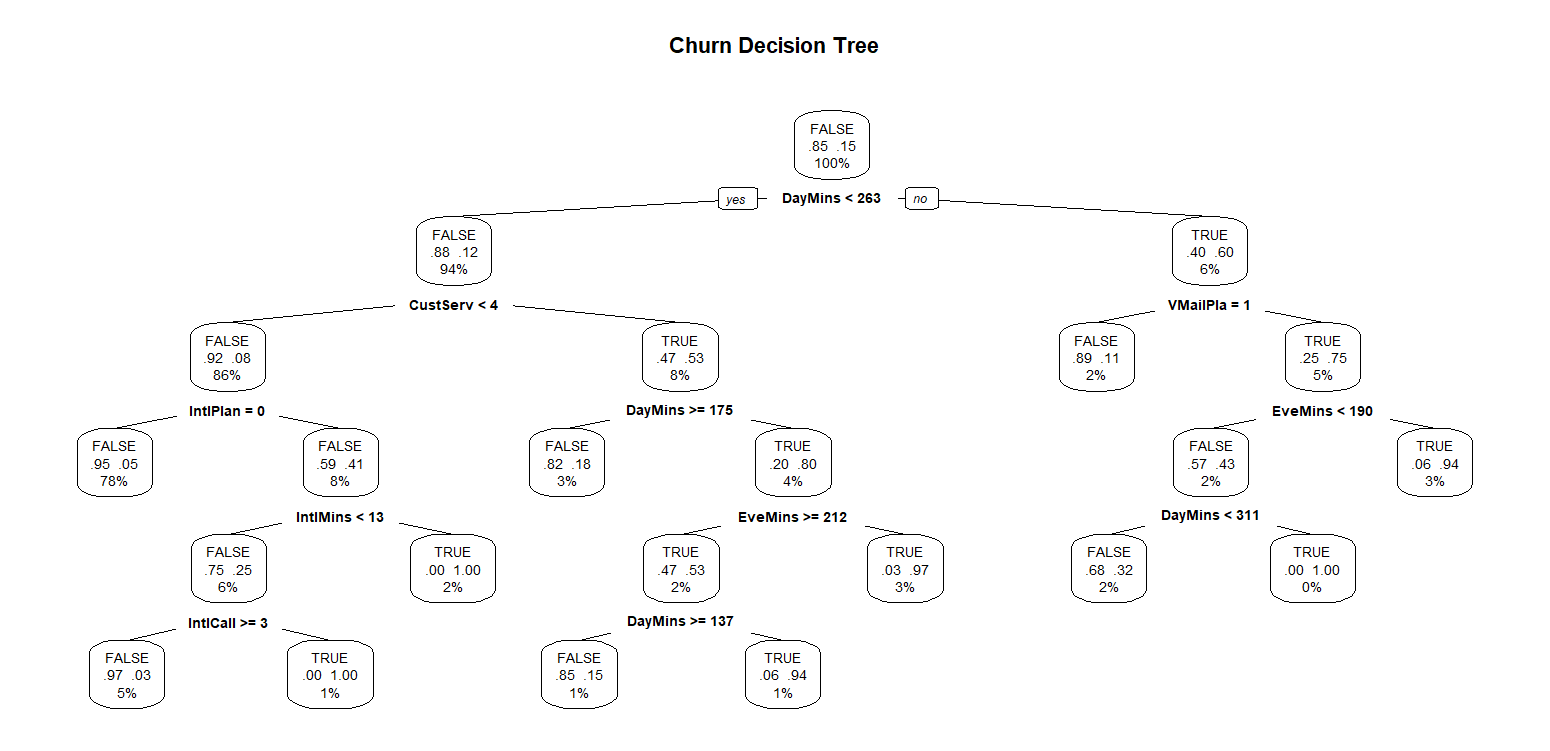 Churn Decision Tree
FALSE
.85 .15
100%
yes
DayMins < 263
no
FALSE
.88 .12
94%
TRUE
.40 .60
6%
CustServ < 4
VMailPla = 1
FALSE
.92 .08
86%
TRUE
.47 .53
8%
FALSE
.89 .11
2%
TRUE
.25 .75
5%
IntlPlan = 0
DayMins >= 175
EveMins < 190
FALSE
.95 .05
78%
FALSE
.59 .41
8%
FALSE
.82 .18
3%
TRUE
.20 .80
4%
FALSE
.57 .43
2%
TRUE
.06 .94
3%
IntlMins < 13
EveMins >= 212
DayMins < 311
FALSE
.75 .25
6%
TRUE
.00 1.00
2%
TRUE
.47 .53
2%
TRUE
.03 .97
3%
FALSE
.68 .32
2%
TRUE
.00 1.00
0%
IntlCall >= 3
DayMins >= 137
FALSE
.97 .03
5%
TRUE
.00 1.00
1%
FALSE
.85 .15
1%
TRUE
.06 .94
1%